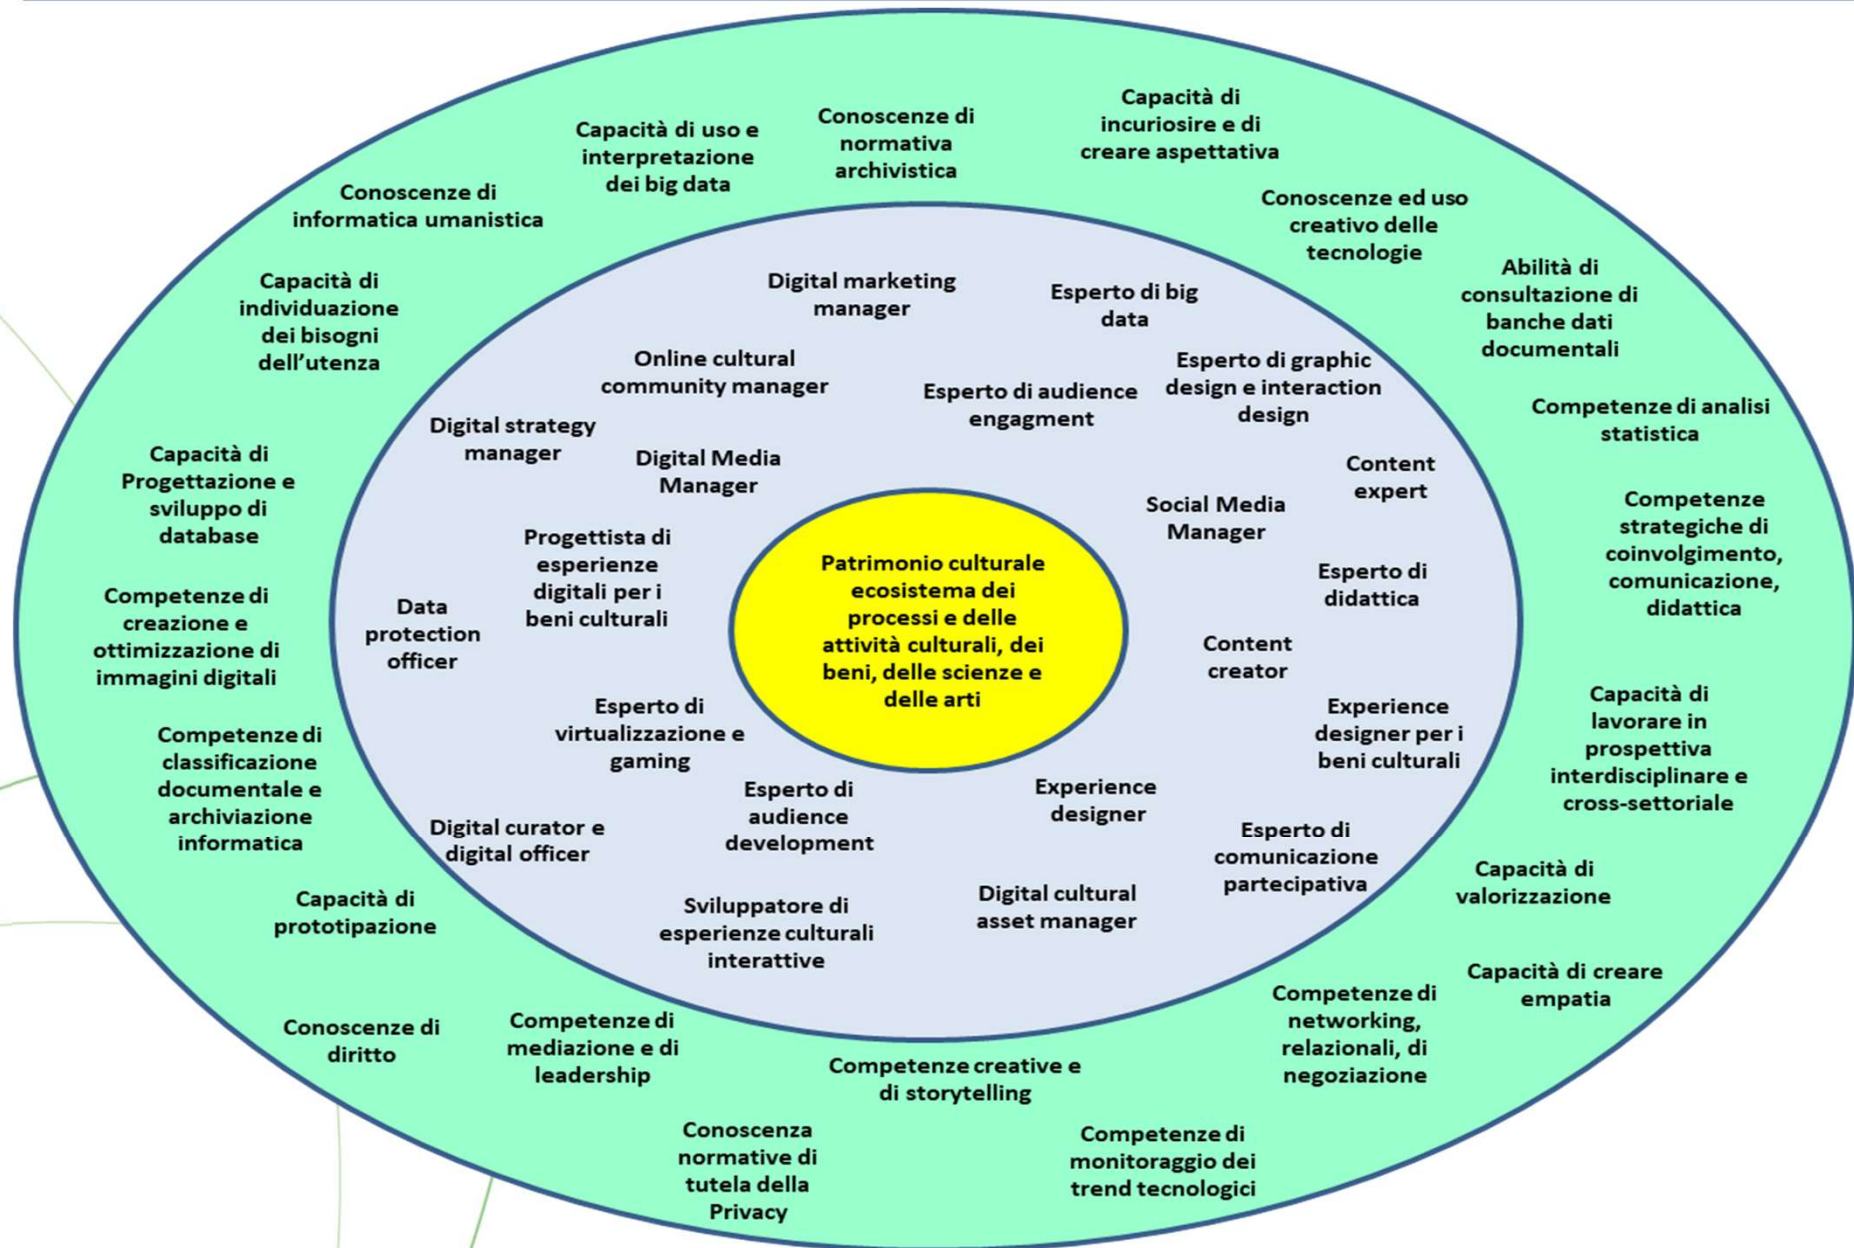 Capacità di
incuriosire e di
creare aspettativa
Conoscenze di
normativa
archivistica
Capacità di uso e
interpretazione
dei big data
Conoscenze di
informatica umanistica
Conoscenze ed uso
creativo delle
tecnologie
Abilità di
consultazione di
banche dati
documentali
Capacità di
individuazione
dei bisogni
dell'utenza
Competenze di analisi
statistica
Capacità di
Progettazione e
sviluppo di
database
Competenze
strategiche di
coinvolgimento,
comunicazione,
didattica
Competenze di
creazione e
ottimizzazione di
immagini digitali
Capacità di
lavorare in
prospettiva
interdisciplinare e
cross-settoriale
Competenze di
classificazione
documentale e
archiviazione
informatica
Capacità di
valorizzazione
Capacità di
prototipazione
Capacità di creare
empatia
Conoscenze di
diritto
Competenze di
mediazione e di
leadership
Competenze creative e
di storytelling
Competenze di
networking,
relazionali, di
negoziazione
Conoscenza
normative di
tutela della
Privacy
Competenze di
monitoraggio dei
trend tecnologici
Digital marketing
manager
Esperto di big
data
Online cultural
community manager
Esperto di audience
engagment
Esperto di graphic
design e interaction
design
Digital strategy
manager
Digital Media
Manager
Content
expert
Social Media
Manager
Progettista di
esperienze
digitali per i
beni culturali
Esperto di
didattica
Data
protection
officer
Content
creator
Esperto di
virtualizzazione e
gaming
Experience
designer per i
beni culturali
Esperto di
audience
development
Experience
designer
Digital curator e
digital officer
Esperto di
comunicazione
partecipativa
Sviluppatore di
esperienze culturali
interattive
Digital cultural
asset manager
Patrimonio culturale
ecosistema dei
processi e delle
attività culturali, dei
beni, delle scienze e
delle arti